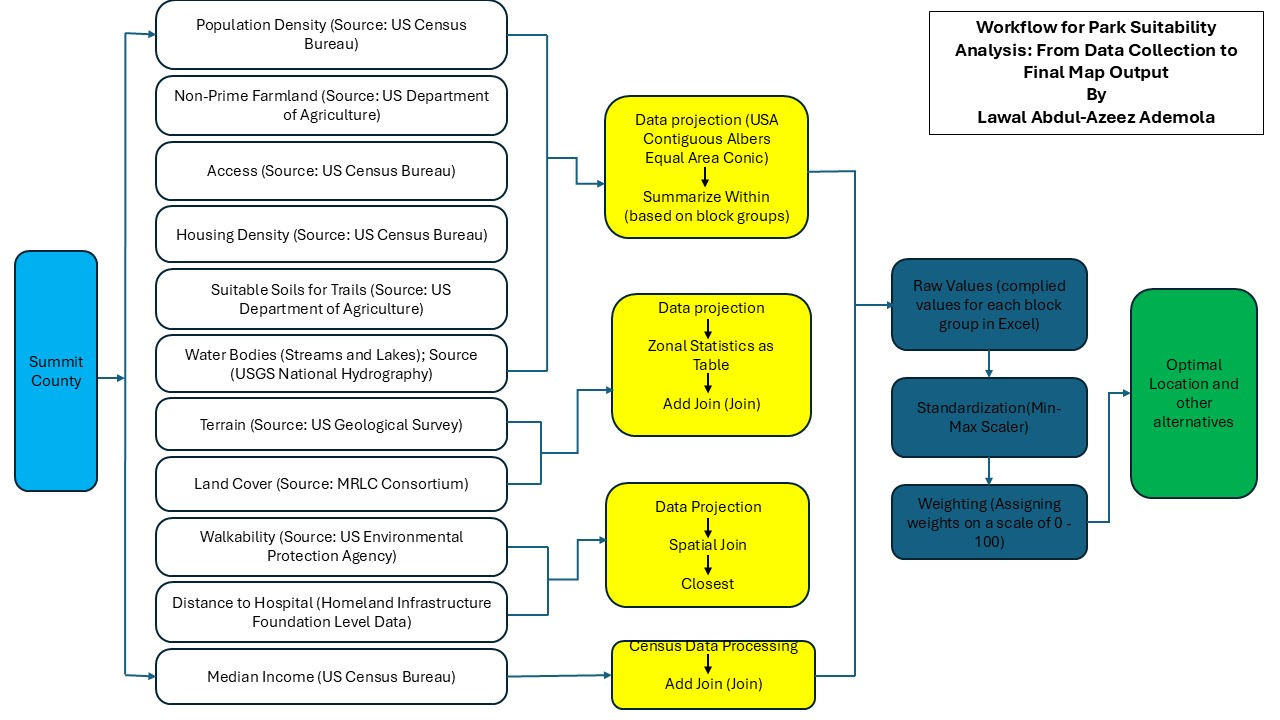 Workflow for Park Suitability
Analysis: From Data Collection to
Final Map Output
By
Lawal Abdul-Azeez Ademola
Summit
County
Population Density (Source: US Census
Bureau)
Non-Prime Farmland (Source: US Department
of Agriculture)
Access (Source: US Census Bureau)
Housing Density (Source: US Census Bureau)
Suitable Soils for Trails (Source: US
Department of Agriculture)
Water Bodies (Streams and Lakes); Source
(USGS National Hydrography)
Terrain (Source: US Geological Survey)
Land Cover (Source: MRLC Consortium)
Walkability (Source: US Environmental
Protection Agency)
Distance to Hospital (Homeland Infrastructure
Foundation Level Data)
Median Income (US Census Bureau)
Data projection (USA
Contiguous Albers
Equal Area Conic)
Summarize Within
(based on block groups)
Data projection
Zonal Statistics as
Table
Add Join (Join)
Data Projection
Spatial Join
Closest
Census Data Processing
Add Join (Join)
Raw Values (complied
values for each block
group in Excel)
Standardization(Min-
Max Scaler)
Weighting (Assigning
weights on a scale of 0 -
100)
Optimal
Location and
other
alternatives